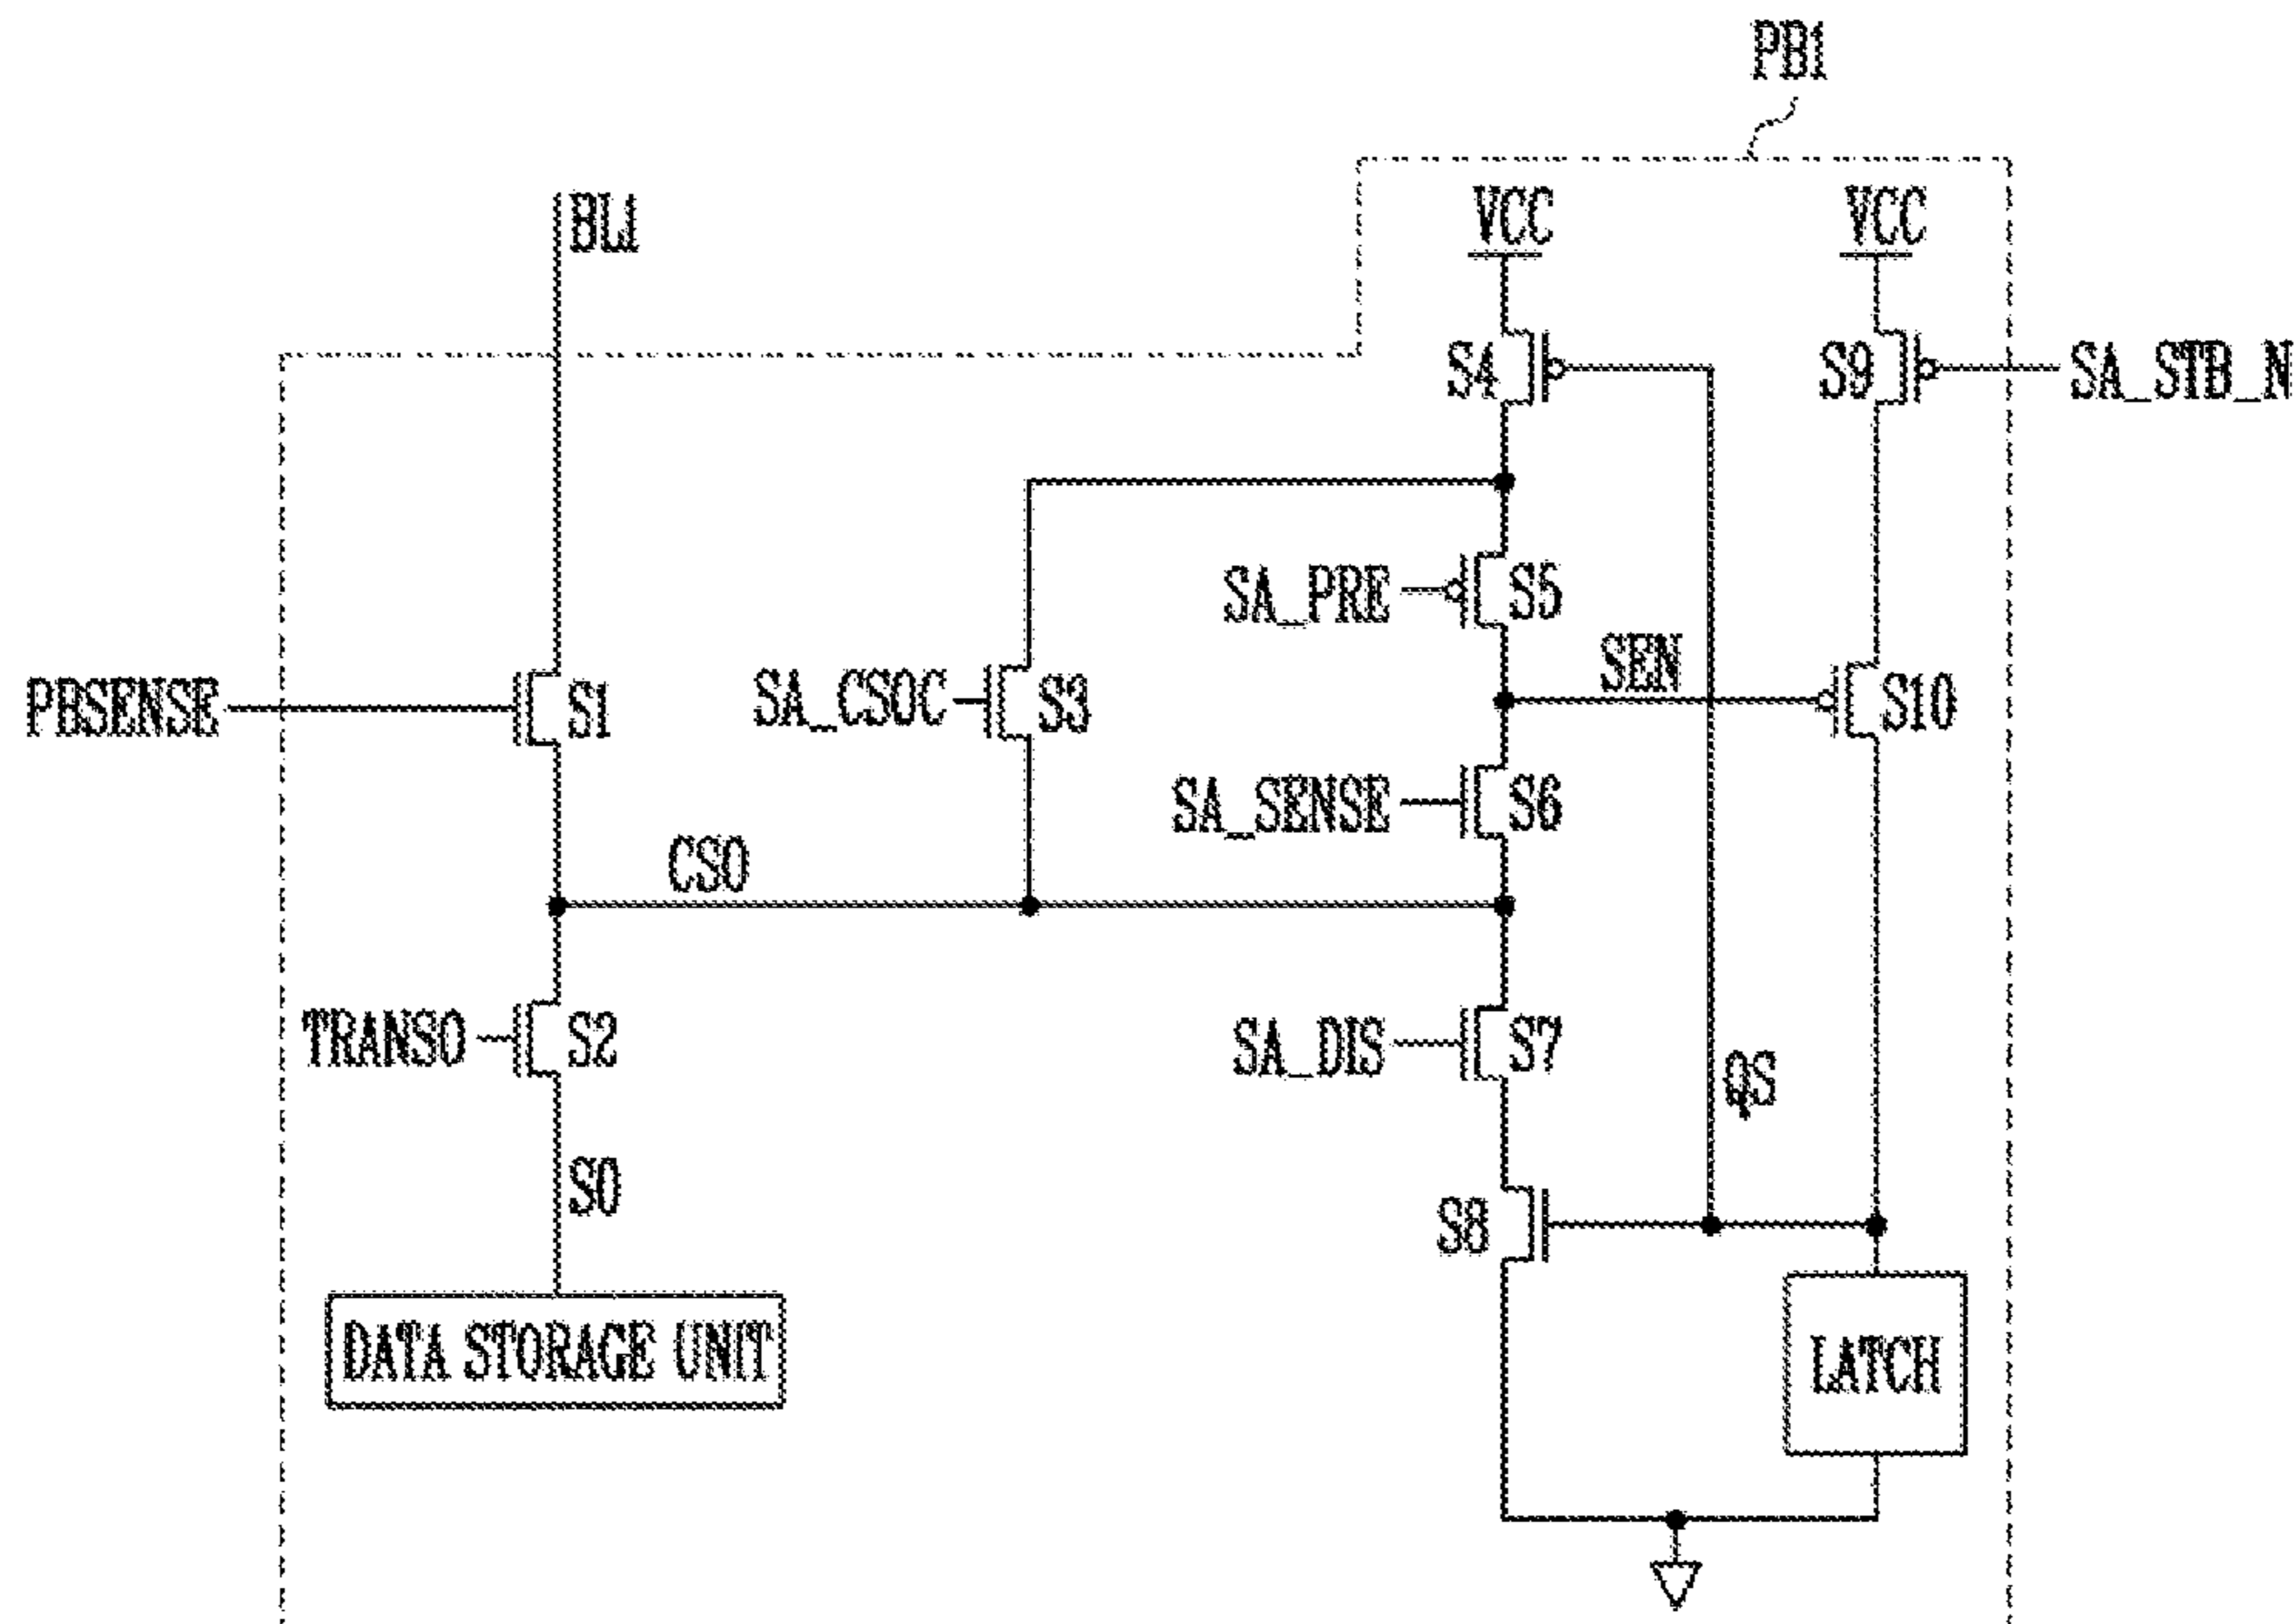 PB1
BL1
VCC
VCC
S4
S9
SA_STB_N
SA_PRE
S5
SEN
PBSENSE
S1
SA_CSOC
S3
S10
SA_SENSE
S6
CSO
TRANSO
S2
SA_DIS
S7
QS
SO
S8
DATA STORAGE UNIT
LATCH